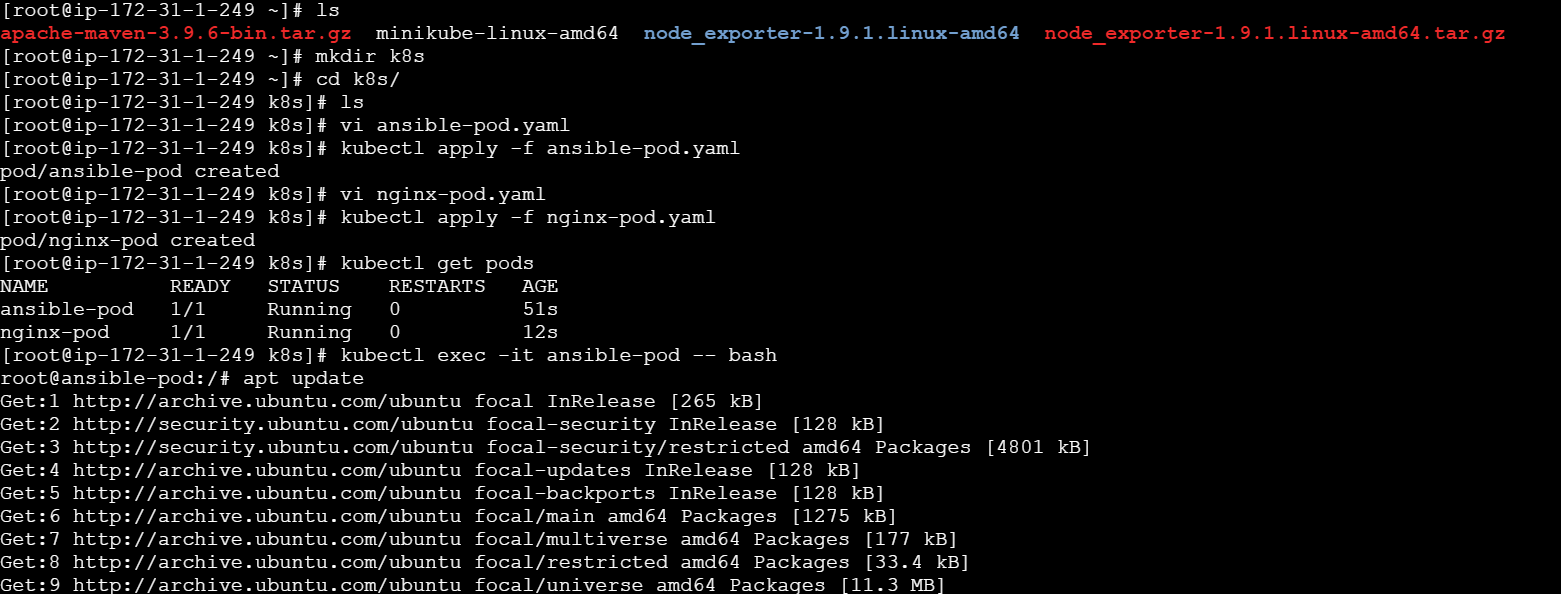 [root@ip-172-31-1-249 ~]# ls
apache-maven-3.9.6-bin.tar.gz  minikube-linux-amd64  node_exporter-1.9.1.linux-amd64  node_exporter-1.9.1.linux-amd64.tar.gz
[root@ip-172-31-1-249 ~]# mkdir k8s
[root@ip-172-31-1-249 ~]# cd k8s/
[root@ip-172-31-1-249 k8s]# ls
[root@ip-172-31-1-249 k8s]# vi ansible-pod.yaml
[root@ip-172-31-1-249 k8s]# kubectl apply -f ansible-pod.yaml
pod/ansible-pod created
[root@ip-172-31-1-249 k8s]# vi nginx-pod.yaml
[root@ip-172-31-1-249 k8s]# kubectl apply -f nginx-pod.yaml
pod/nginx-pod created
[root@ip-172-31-1-249 k8s]# kubectl get pods
NAME          READY   STATUS    RESTARTS   AGE
ansible-pod   1/1     Running   0          51s
nginx-pod     1/1     Running   0          12s
[root@ip-172-31-1-249 k8s]# kubectl exec -it ansible-pod -- bash
root@ansible-pod:/# apt update
Get:1 http://archive.ubuntu.com/ubuntu focal InRelease [265 kB]
Get:2 http://security.ubuntu.com/ubuntu focal-security InRelease [128 kB]
Get:3 http://security.ubuntu.com/ubuntu focal-security/restricted amd64 Packages [4801 kB]
Get:4 http://archive.ubuntu.com/ubuntu focal-updates InRelease [128 kB]
Get:5 http://archive.ubuntu.com/ubuntu focal-backports InRelease [128 kB]
Get:6 http://archive.ubuntu.com/ubuntu focal/main amd64 Packages [1275 kB]
Get:7 http://archive.ubuntu.com/ubuntu focal/multiverse amd64 Packages [177 kB]
Get:8 http://archive.ubuntu.com/ubuntu focal/restricted amd64 Packages [33.4 kB]
Get:9 http://archive.ubuntu.com/ubuntu focal/universe amd64 Packages [11.3 MB]